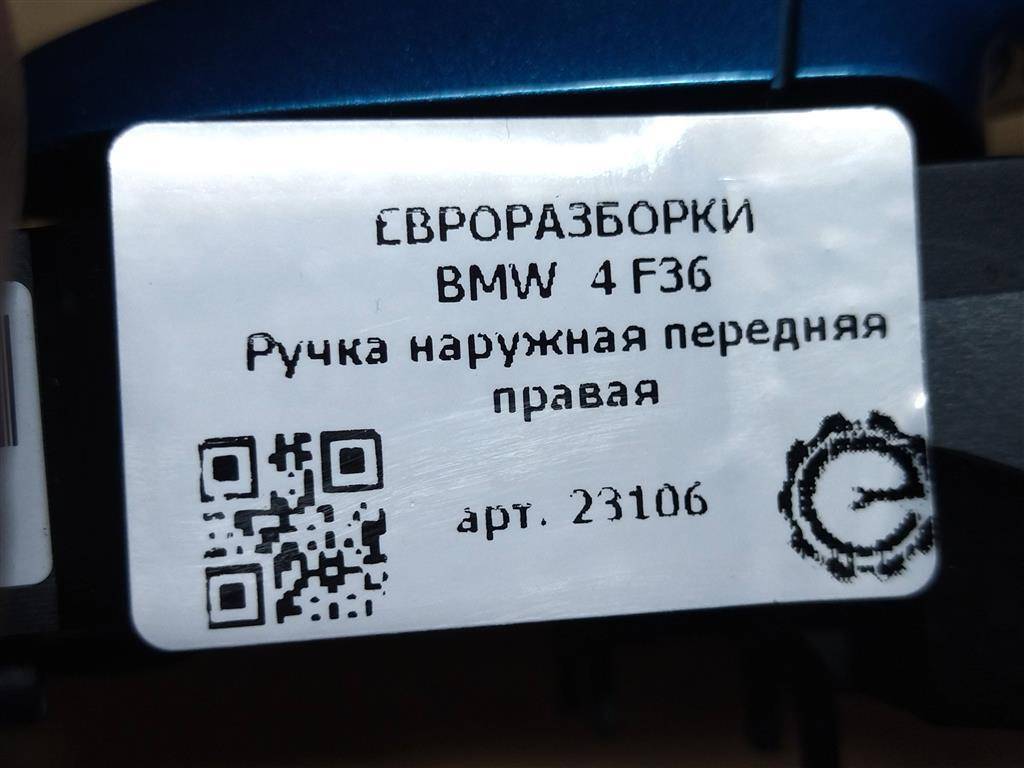 ЕВРОРАЗБОРКИ
BMW 4 F36
Ручка наружная передняя
правая
арт. 23106